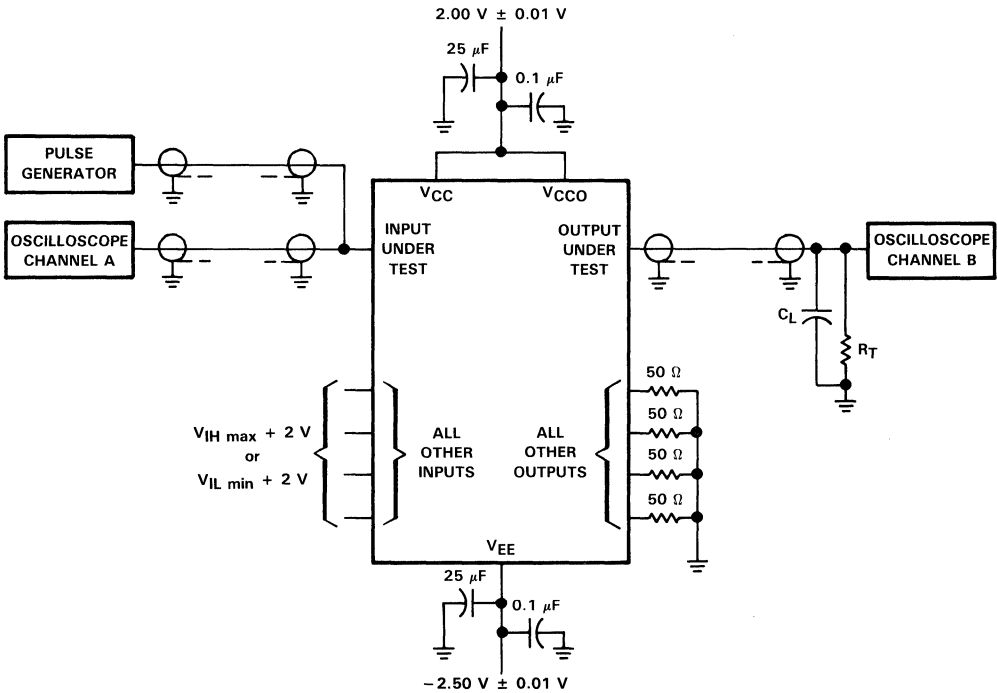 2.00 V ± 0.01 V
25 μF
0.1 μF
PULSE
GENERATOR
VCC
VCCO
OSCILLOSCOPE
CHANNEL A
INPUT
UNDER
TEST
OUTPUT
UNDER
TEST
OSCILLOSCOPE
CHANNEL B
CL
RT
VIH max + 2 V
or
VIL min + 2 V
ALL
OTHER
INPUTS
ALL
OTHER
OUTPUTS
50 Ω
50 Ω
50 Ω
50 Ω
VEE
25 μF
0.1 μF
−2.50 V ± 0.01 V